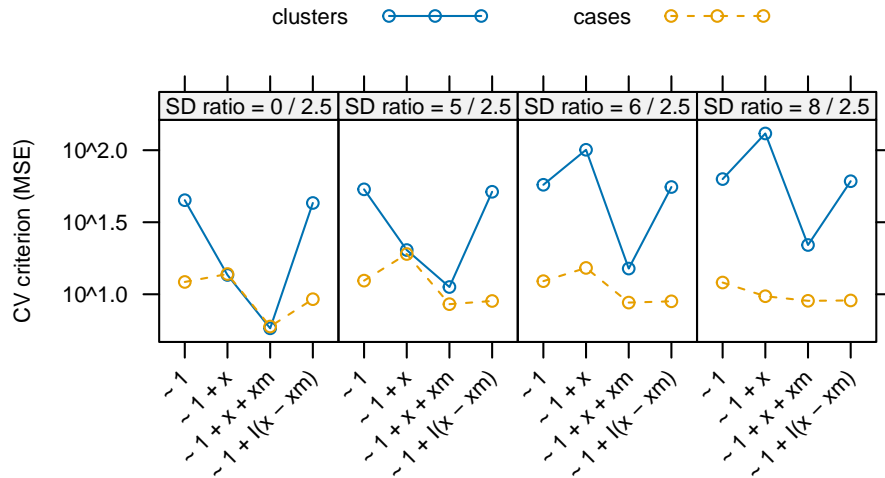 clusters cases
SD ratio = 0 / 2.5 SD ratio = 5 / 2.5 SD ratio = 6 / 2.5 SD ratio = 8 / 2.5
CV criterion (MSE)
10^2.0
10^1.5
10^1.0
~ 1 ~ 1 + x ~ 1 + x + xm ~ 1 + I(x − xm) ~ 1 ~ 1 + x ~ 1 + x + xm ~ 1 + I(x − xm) ~ 1 ~ 1 + x ~ 1 + x + xm ~ 1 + I(x − xm) ~ 1 ~ 1 + x ~ 1 + x + xm ~ 1 + I(x − xm)